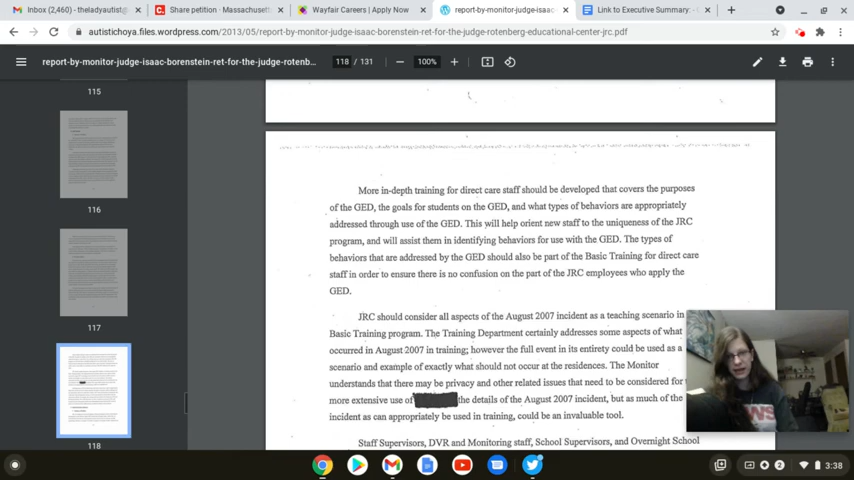 Inbox (2,460) - theladyautist@
Share petition · Massachusett
Wayfair Careers | Apply Now
report-by-monitor-judge-isaac-
Link to Executive Summary: - G
autistichoya.files.wordpress.com/2013/05/report-by-monitor-judge-isaac-borenstein-ret-for-the-judge-rotenberg-educational-center-jrc.pdf
report-by-monitor-judge-isaac-borenstein-ret-for-the-judge-rotenb...
118 / 131
100%
115
116
117
118
More in-depth training for direct care staff should be developed that covers the purposes
of the GED, the goals for students on the GED, and what types of behaviors are appropriately
addressed through use of the GED. This will help orient new staff to the uniqueness of the JRC
program, and will assist them in identifying behaviors for use with the GED. The types of
behaviors that are addressed by the GED should also be part of the Basic Training for direct care
staff in order to ensure there is no confusion on the part of the JRC employees who apply the
GED.
JRC should consider all aspects of the August 2007 incident as a teaching scenario in
Basic Training program. The Training Department certainly addresses some aspects of what
occurred in August 2007 in training; however the full event in its entirety could be used as a
scenario and example of exactly what should not occur at the residences. The Monitor
understands that there may be privacy and other related issues that need to be considered for
more extensive use of the details of the August 2007 incident, but as much of the
incident as can appropriately be used in training, could be an invaluable tool.
Staff Supervisors, DVR and Monitoring staff, School Supervisors, and Overnight School
2
3:38